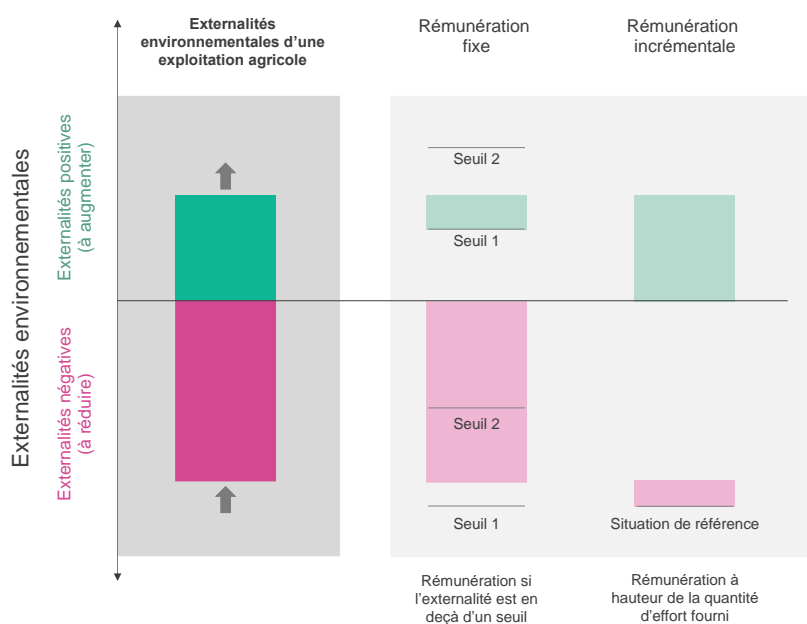 Externalités
environnementales d'une
exploitation agricole
Rémunération
fixe
Rémunération
incrémentale
Externalités environnementales
Externalités positives
(à augmenter)
Externalités négatives
(à réduire)
Seuil 2
Seuil 1
Seuil 2
Seuil 1
Situation de référence
Rémunération si
l'externalité est en
deçà d'un seuil
Rémunération à
hauteur de la quantité
d'effort fourni